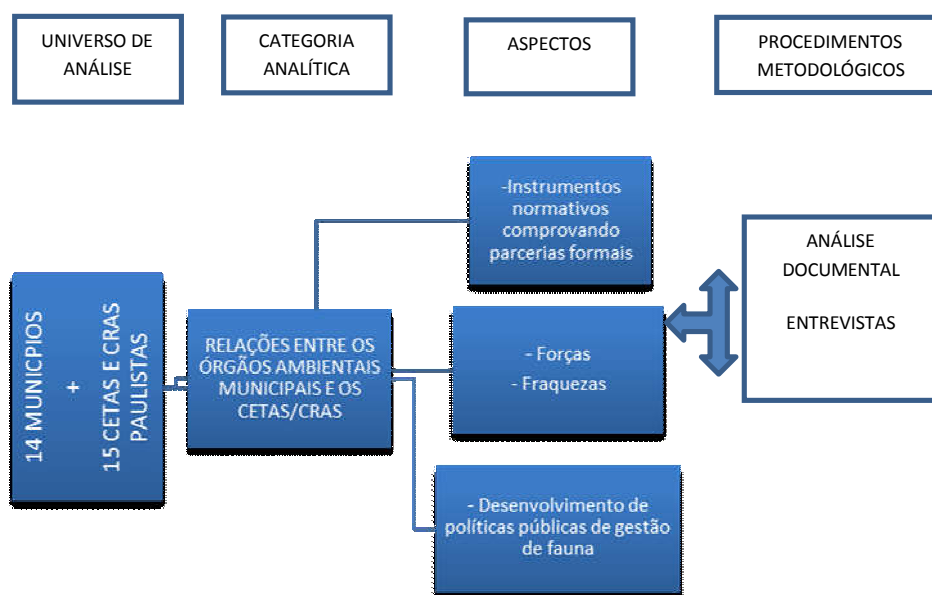 UNIVERSO DE
ANÁLISE
CATEGORIA
ANALÍTICA
ASPECTOS
PROCEDIMENTOS
METODOLÓGICOS
14 MUNICPIOS
+
15 CETAS E CRAS
PAULISTAS
RELAÇÕES ENTRE OS
ÓRGÃOS AMBIENTAIS
MUNICIPAIS E OS
CETAS/CRAS
-Instrumentos
normativos
comprovando
parcerias formais
- Forças
- Fraquezas
- Desenvolvimento de
políticas públicas de gestão
de fauna
ANÁLISE
DOCUMENTAL
ENTREVISTAS